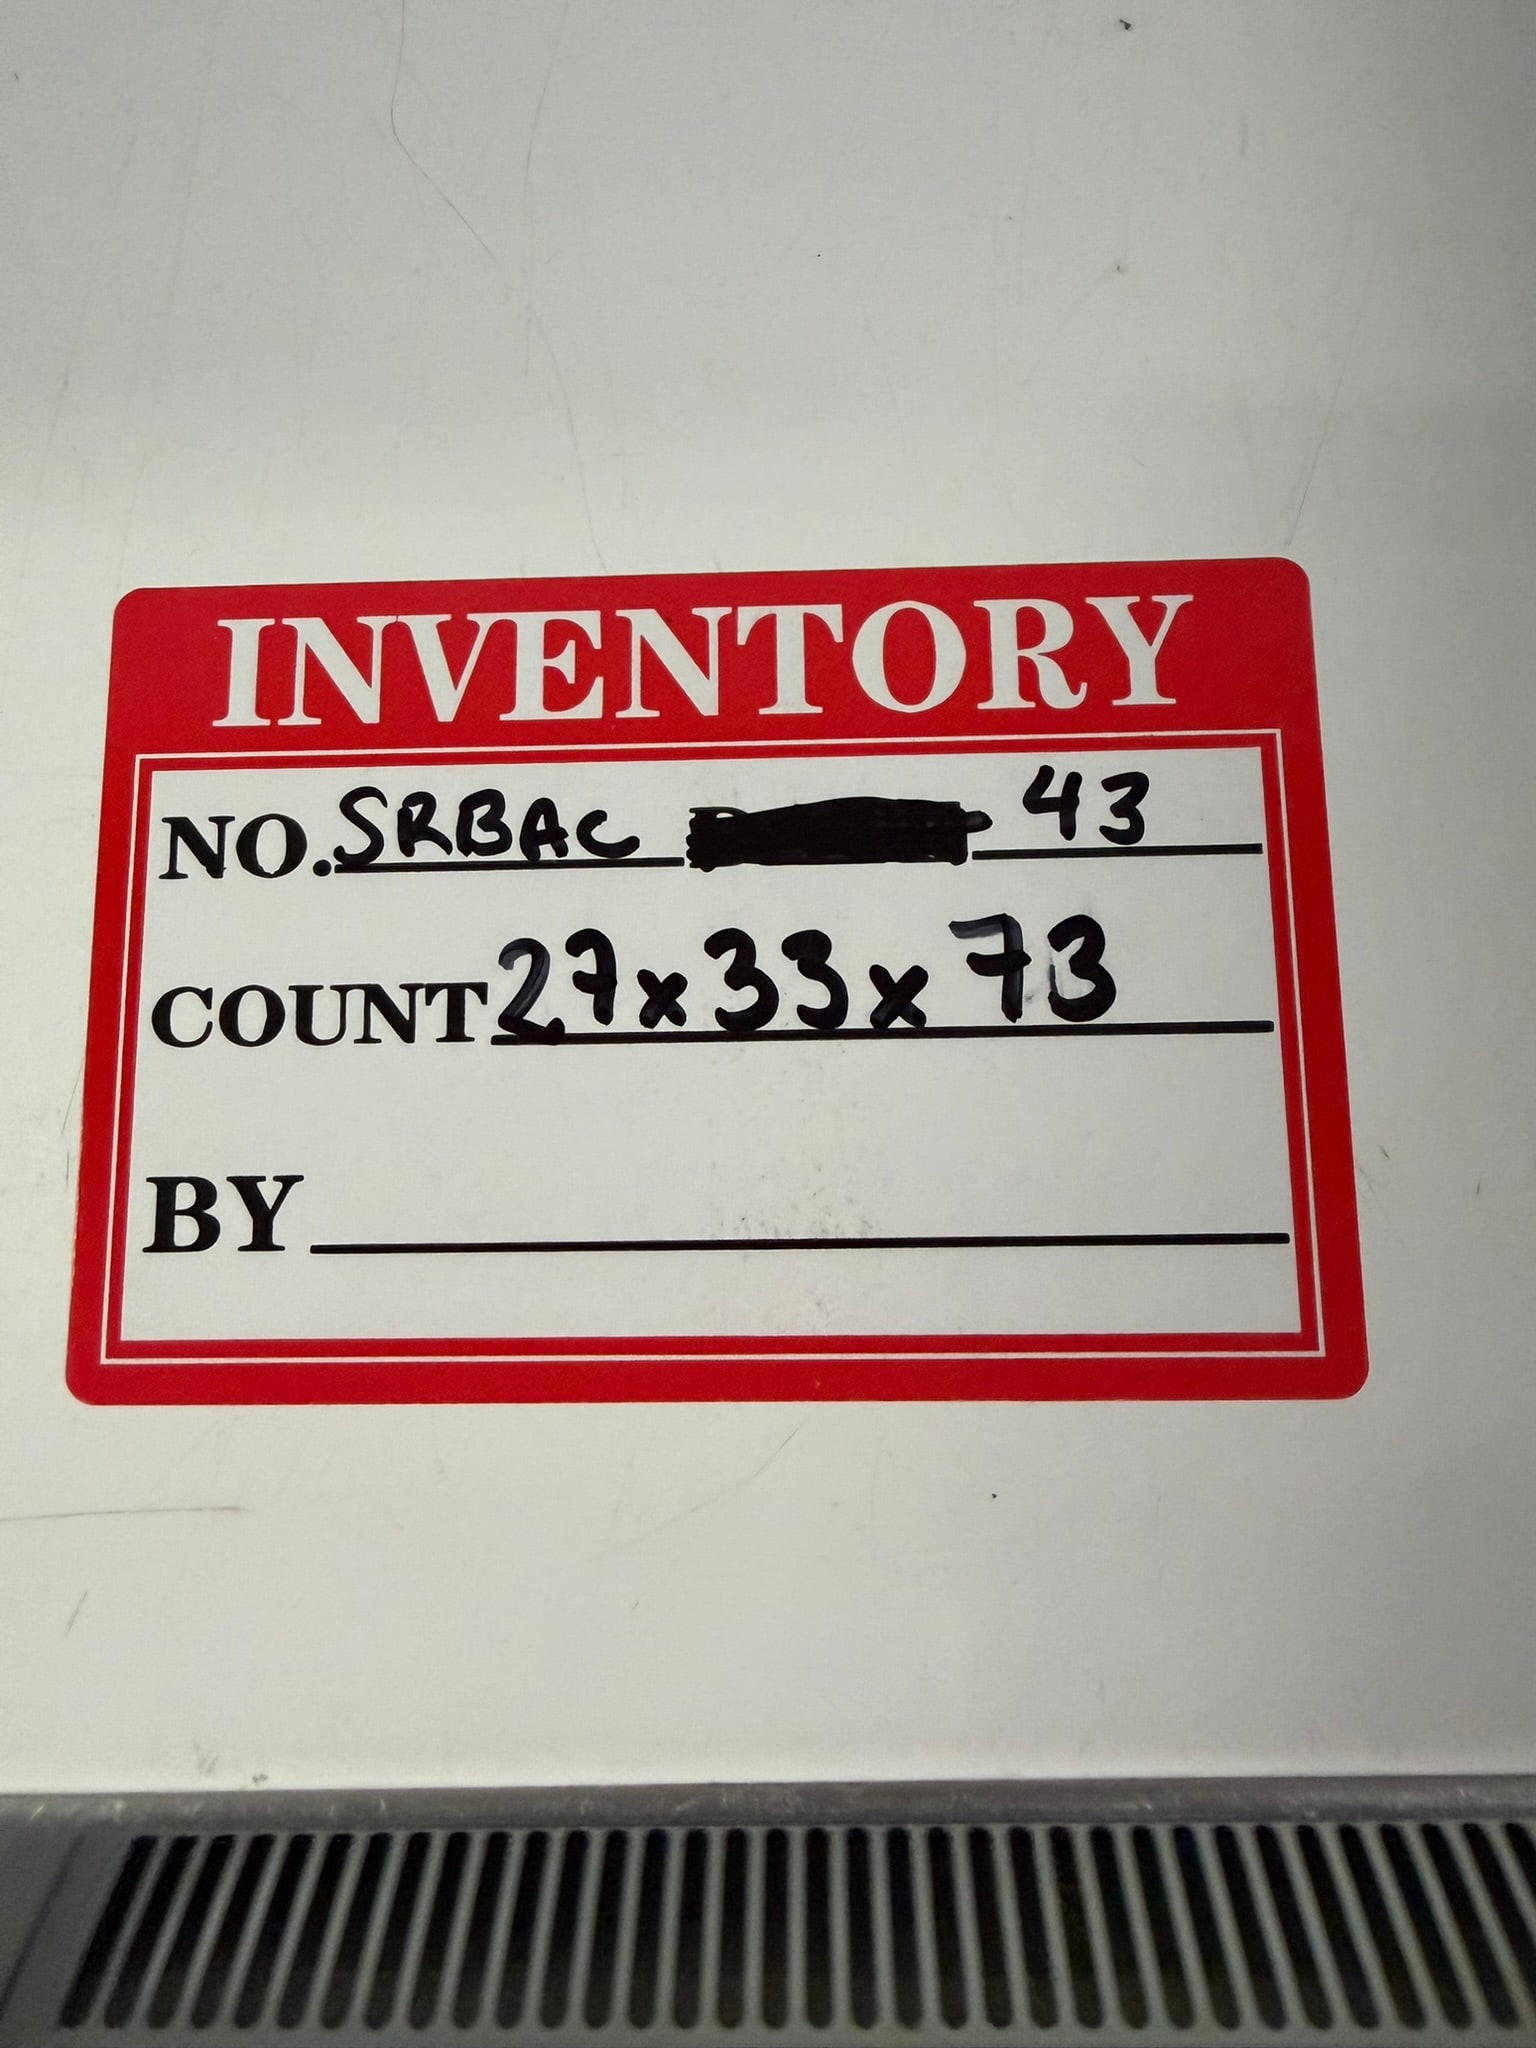 INVENTORY
NO. SRBAC 43
COUNT 27x33x73
BY